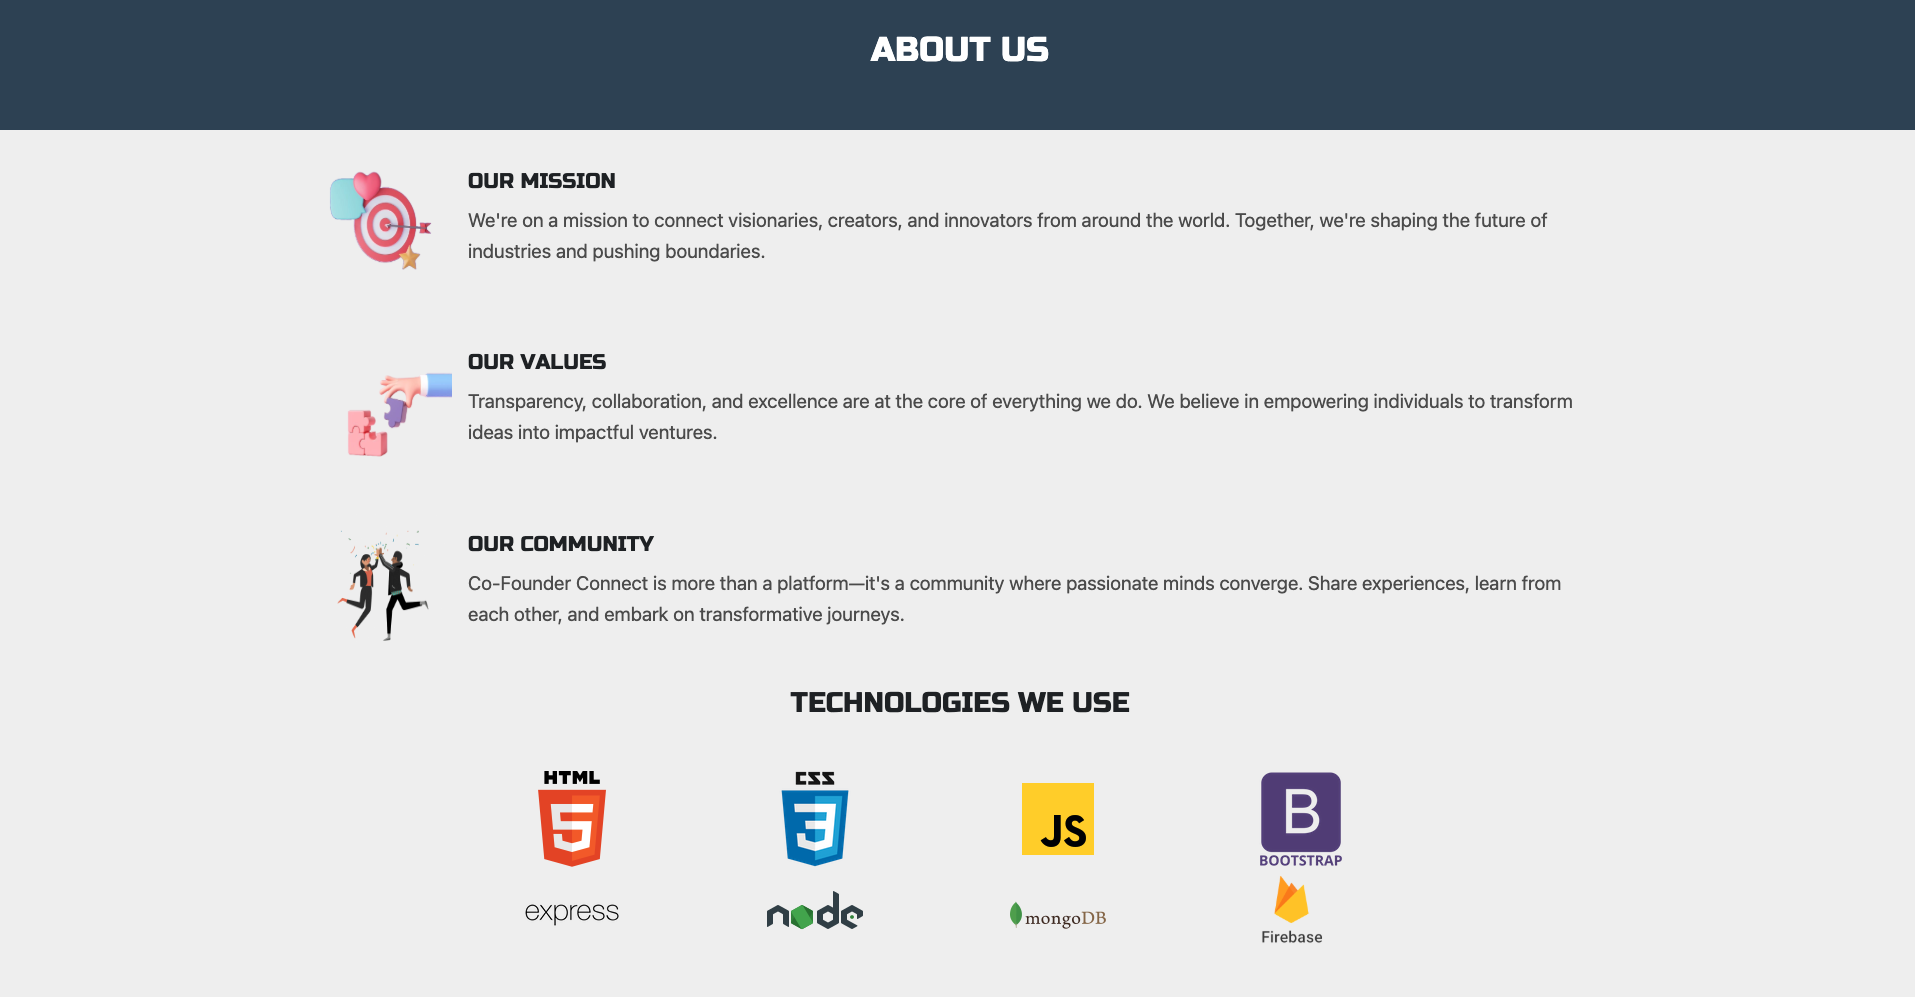 ABOUT US
OUR MISSION
We're on a mission to connect visionaries, creators, and innovators from around the world. Together, we're shaping the future of
industries and pushing boundaries.
OUR VALUES
Transparency, collaboration, and excellence are at the core of everything we do. We believe in empowering individuals to transform
ideas into impactful ventures.
OUR COMMUNITY
Co-Founder Connect is more than a platform—it's a community where passionate minds converge. Share experiences, learn from
each other, and embark on transformative journeys.
TECHNOLOGIES WE USE
HTML
5
CSS
3
JS
B
BOOTSTRAP
express
node
mongoDB
Firebase